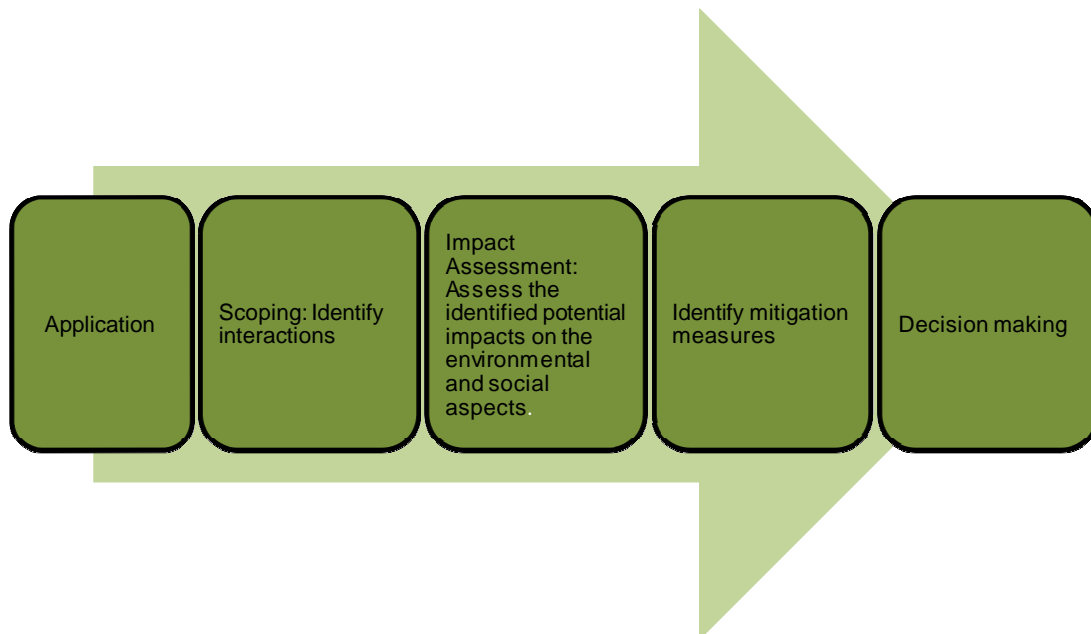 Application
Scoping: Identify
interactions
Impact
Assessment:
Assess the
identified potential
impacts on the
environmental
and social
aspects.
Identify mitigation
measures
Decision making